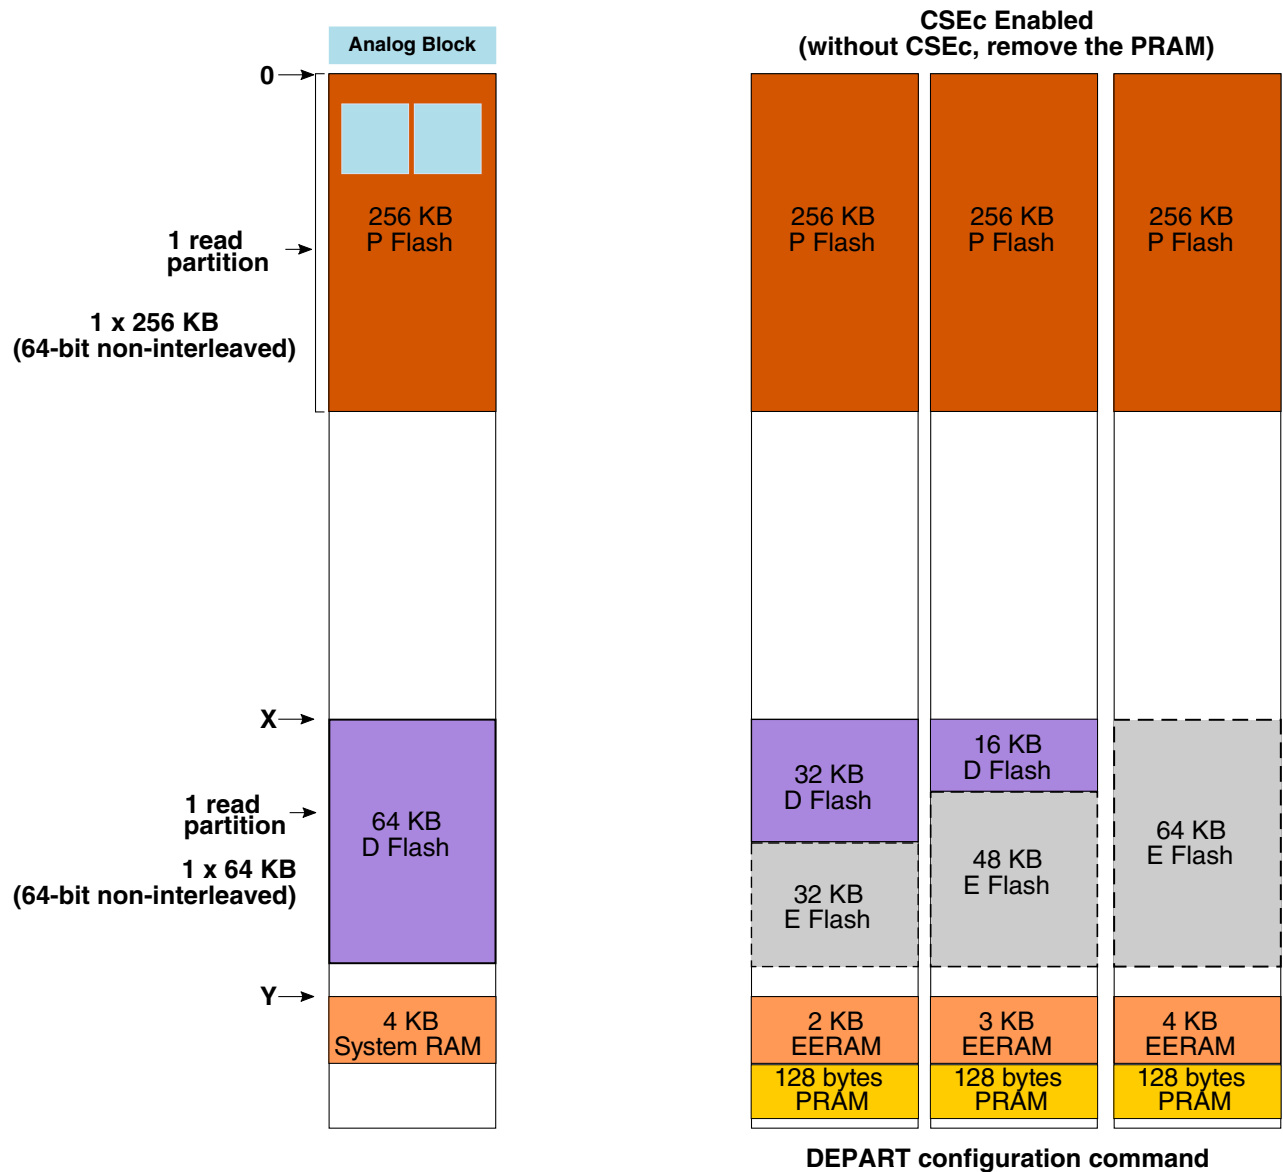 CSEc Enabled
(without CSEc, remove the PRAM)
Analog Block
0
256 KB
P Flash
1 read
partition
1 x 256 KB
(64-bit non-interleaved)
256 KB
P Flash
256 KB
P Flash
256 KB
P Flash
X
64 KB
D Flash
1 read
partition
1 x 64 KB
(64-bit non-interleaved)
32 KB
D Flash
32 KB
E Flash
16 KB
D Flash
48 KB
E Flash
64 KB
E Flash
Y
4 KB
System RAM
2 KB
EERAM
128 bytes
PRAM
3 KB
EERAM
128 bytes
PRAM
4 KB
EERAM
128 bytes
PRAM
DEPART configuration command